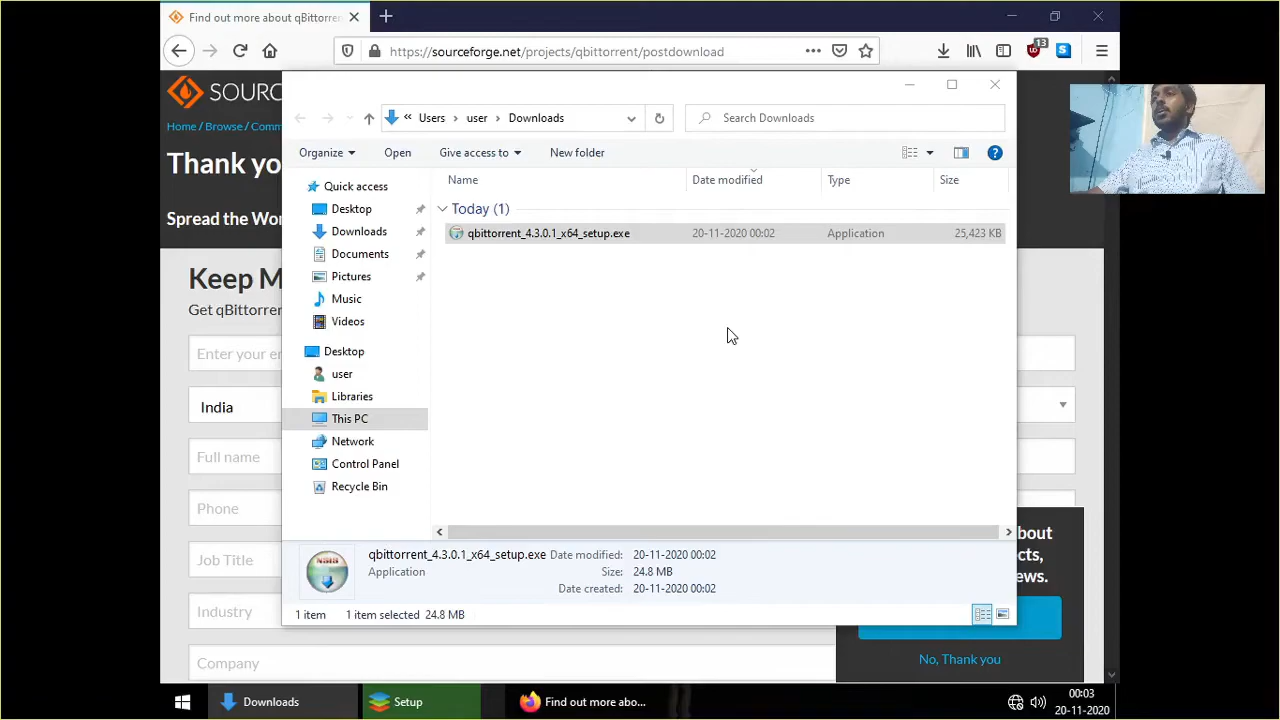 Find out more about qBittorren
https://sourceforge.net/projects/qbittorrent/postdownload
13
SOURC
Home / Browse / Comm
Thank yo
Spread the Wor
Keep M
Get qBittorre
Enter your e
India
Full name
Phone
Job Title
Industry
Company
Users
user
Downloads
Search Downloads
Organize
Open
Give access to
New folder
Name
Date modified
Type
Size
Quick access
Desktop
Downloads
Documents
Pictures
Music
Videos
Desktop
user
Libraries
This PC
Network
Control Panel
Recycle Bin
Today (1)
qbittorrent_4.3.0.1_x64_setup.exe 20-11-2020 00:02 Application 25,423 KB
qbittorrent_4.3.0.1_x64_setup.exe Date modified: 20-11-2020 00:02
Application Size: 24.8 MB
Date created: 20-11-2020 00:02
1 item 1 item selected 24.8 MB
bout
cts,
ews.
No, Thank you
Downloads
Setup
Find out more abo...
00:03
20-11-2020